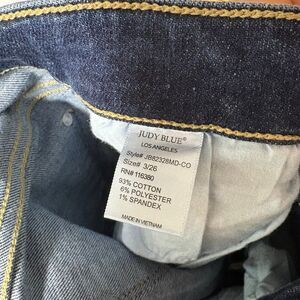 JUDY BLUE®
LOS ANGELES
Style# JB82328MD-CO
Size# 3/26
RN# 116380
93% COTTON
6% POLYESTER
1% SPANDEX
MADE IN VIETNAM